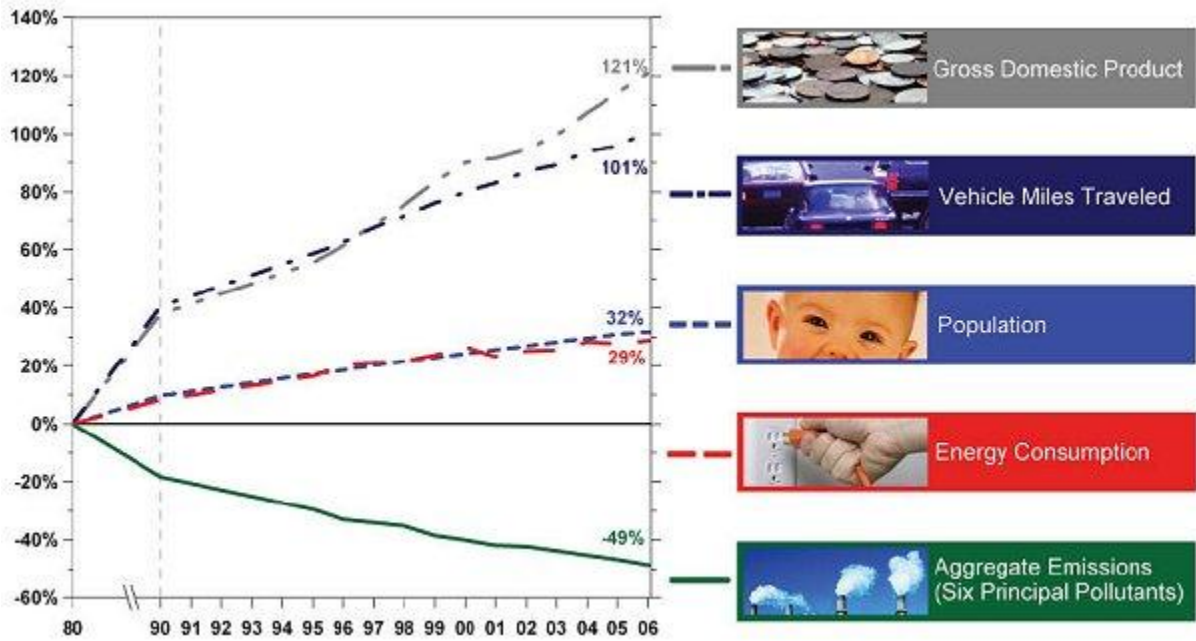 140%
120%
100%
80%
60%
40%
20%
0%
-20%
-40%
-60%
80
90 91 92 93 94 95 96 97 98 99 00 01 02 03 04 05 06
121%
101%
32%
29%
-49%
Gross Domestic Product
Vehicle Miles Traveled
Population
Energy Consumption
Aggregate Emissions
(Six Principal Pollutants)